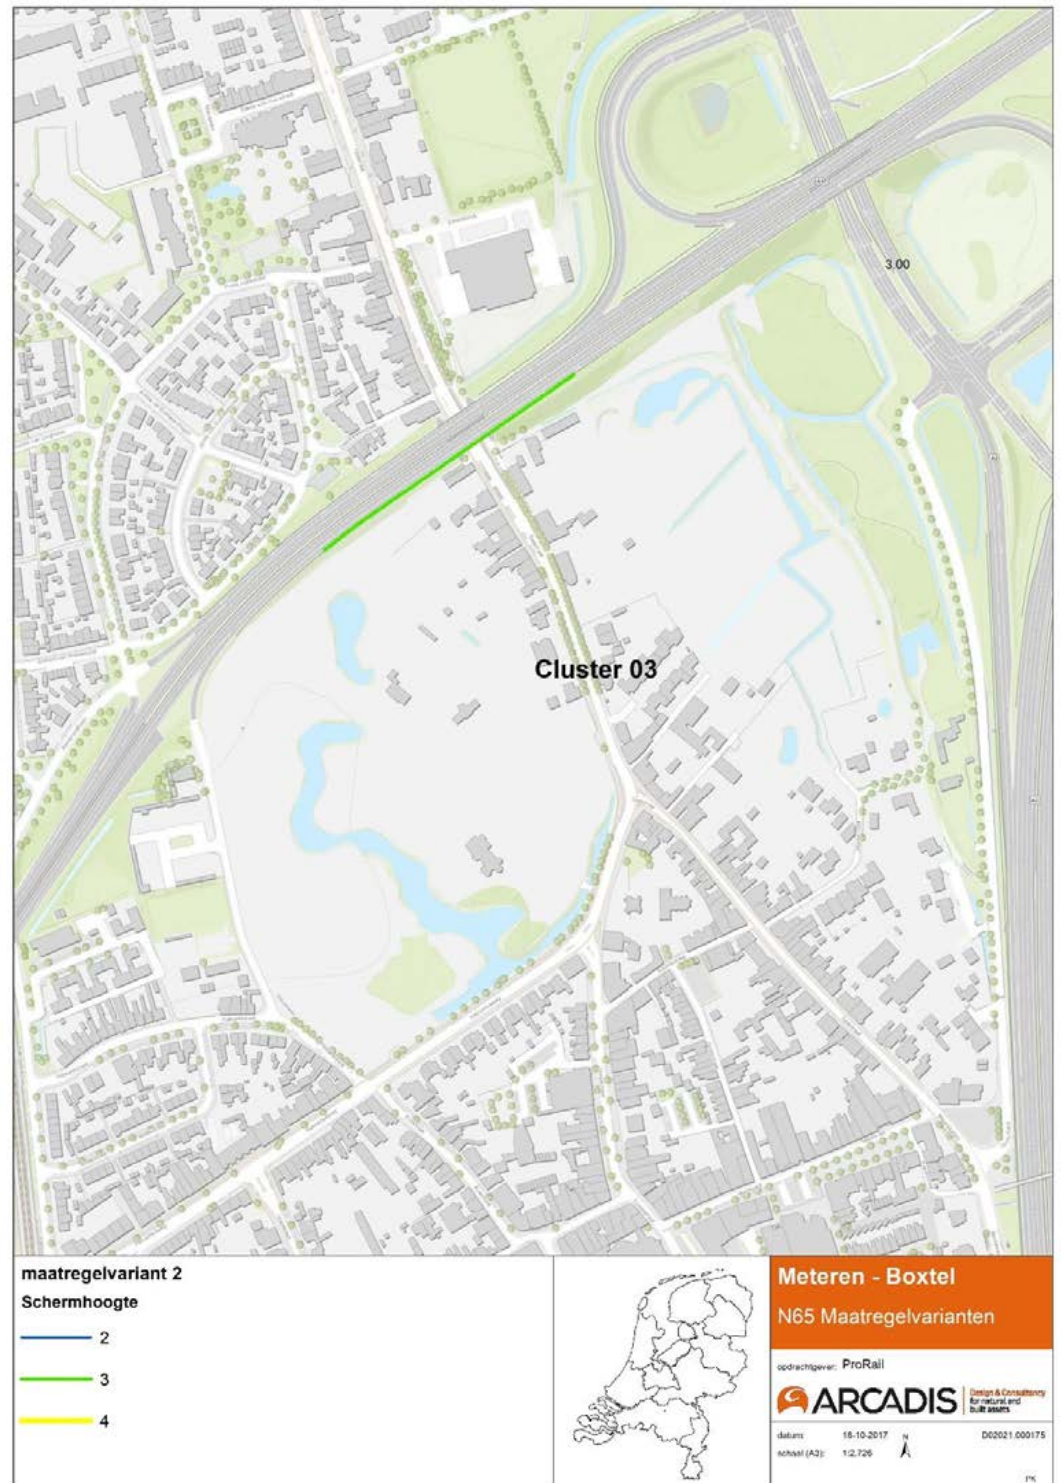 3.00
Cluster 03
maatregelvariant 2
Schermhoogte
2
3
4
Meteren - Boxtel
N65 Maatregelvarianten
opdrachtgever: ProRail
ARCADIS
Design & Consultancy
for natural and
built assets
datum: 16-10-2017
N
D02021.000175
schaal (A3): 1:2.726
PK